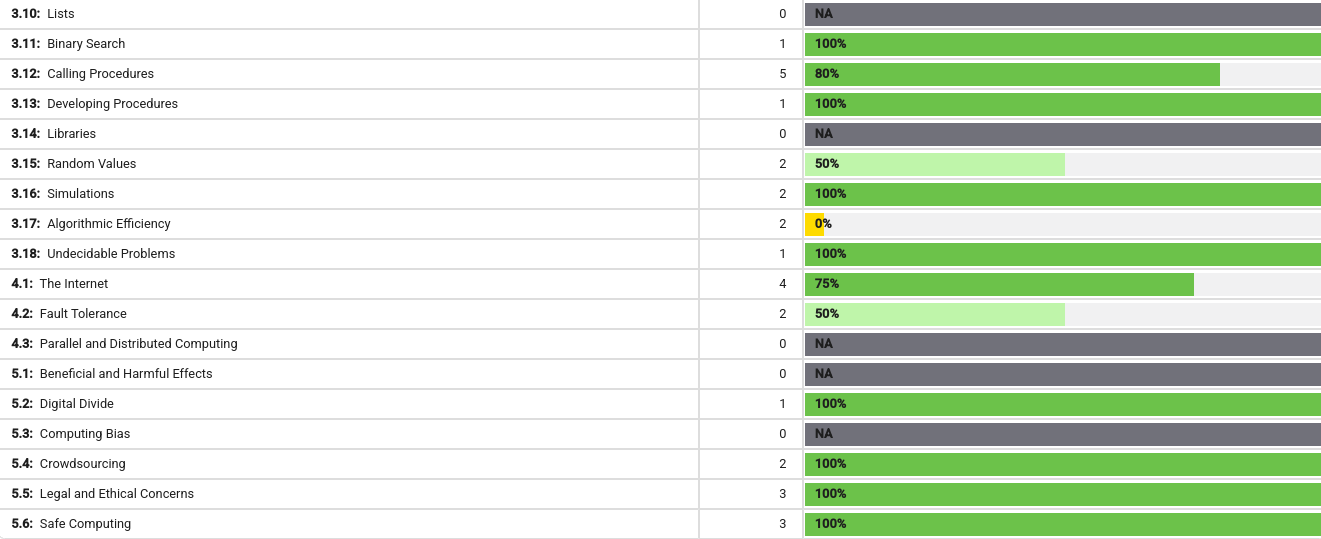 3.10: Lists 0 NA
3.11: Binary Search 1 100%
3.12: Calling Procedures 5 80%
3.13: Developing Procedures 1 100%
3.14: Libraries 0 NA
3.15: Random Values 2 50%
3.16: Simulations 2 100%
3.17: Algorithmic Efficiency 2 0%
3.18: Undecidable Problems 1 100%
4.1: The Internet 4 75%
4.2: Fault Tolerance 2 50%
4.3: Parallel and Distributed Computing 0 NA
5.1: Beneficial and Harmful Effects 0 NA
5.2: Digital Divide 1 100%
5.3: Computing Bias 0 NA
5.4: Crowdsourcing 2 100%
5.5: Legal and Ethical Concerns 3 100%
5.6: Safe Computing 3 100%